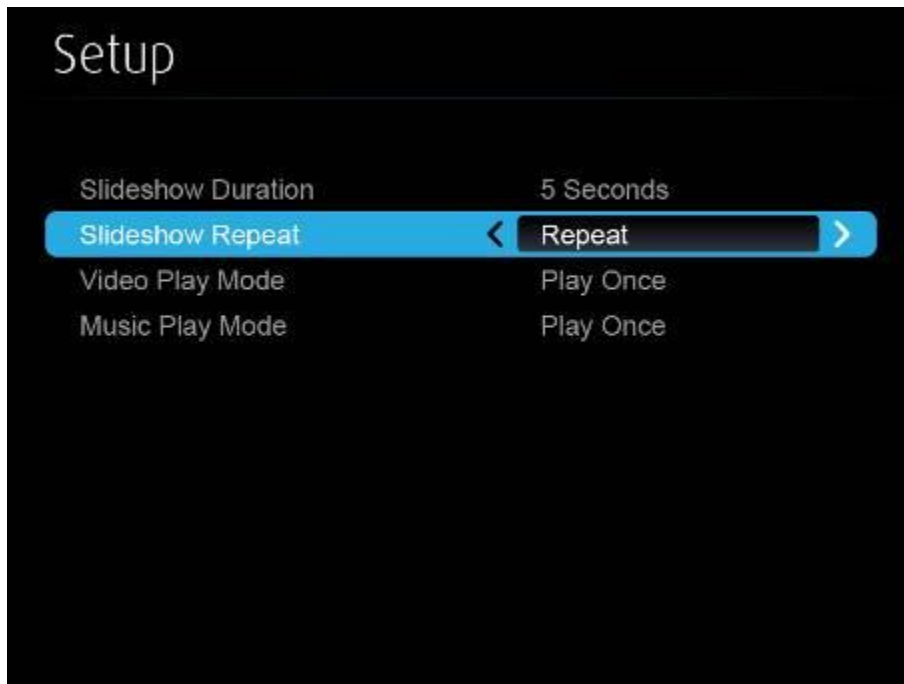 Setup
Slideshow Duration 5 Seconds
Slideshow Repeat Repeat
Video Play Mode Play Once
Music Play Mode Play Once